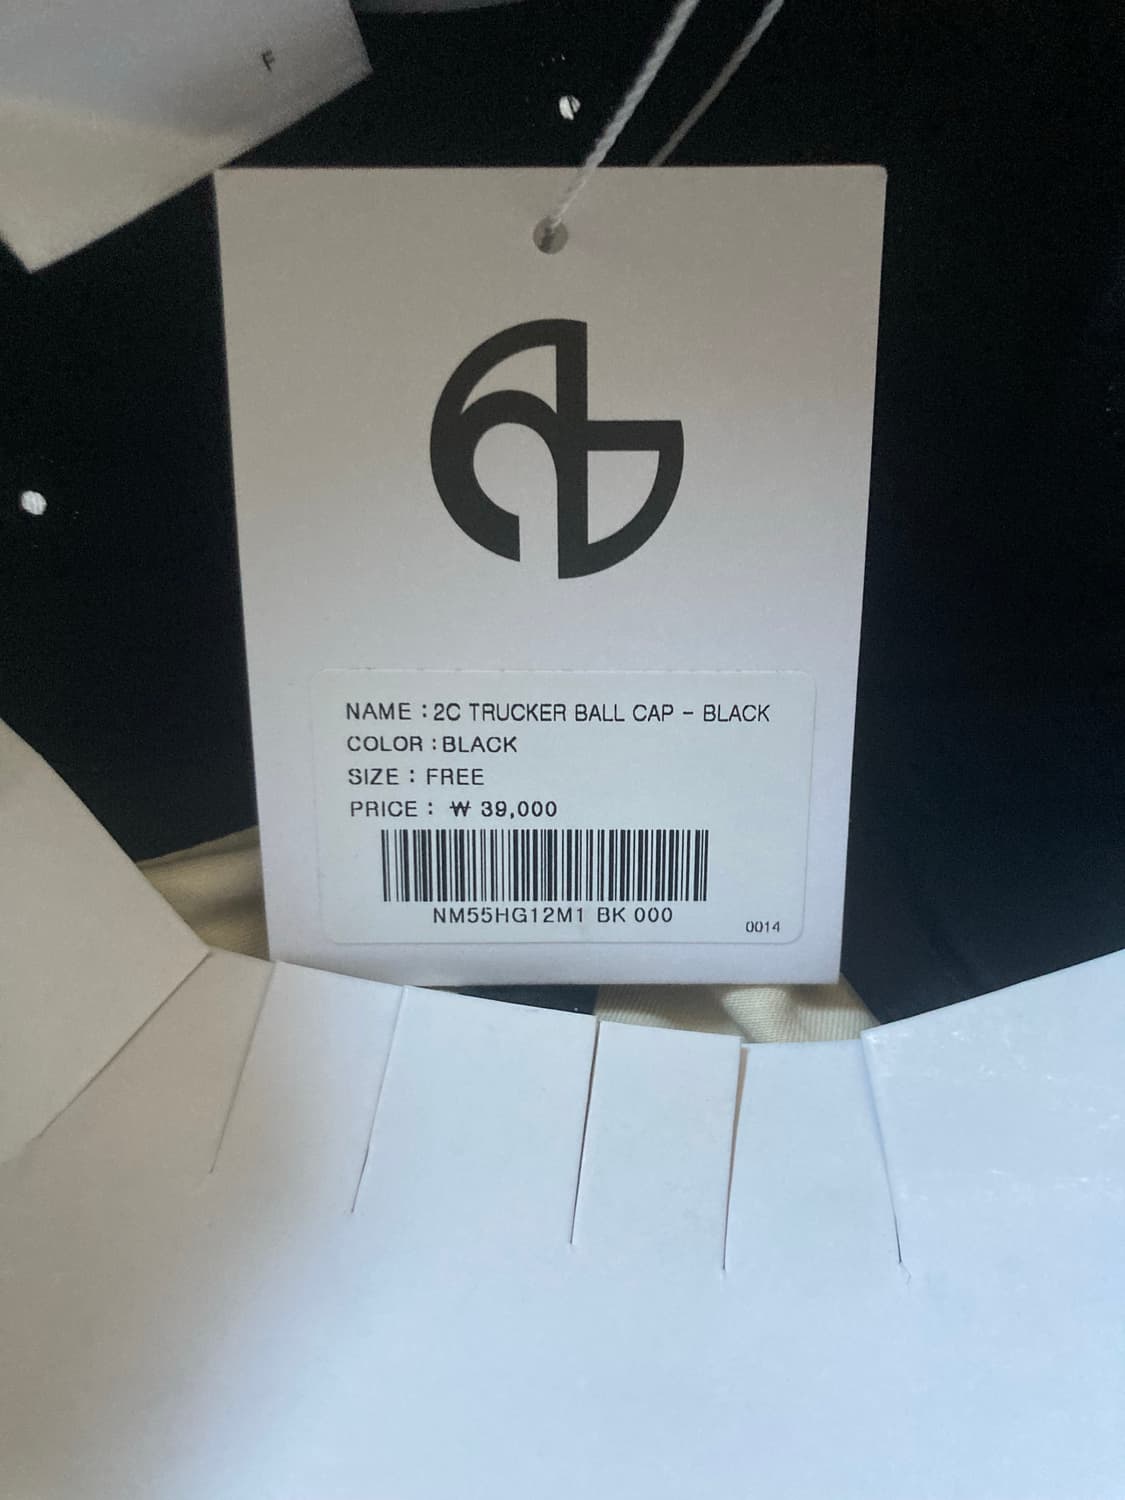 F
NAME : 2C TRUCKER BALL CAP - BLACK
COLOR : BLACK
SIZE : FREE
PRICE : ₩ 39,000
NM55HG12M1 BK 000
0014